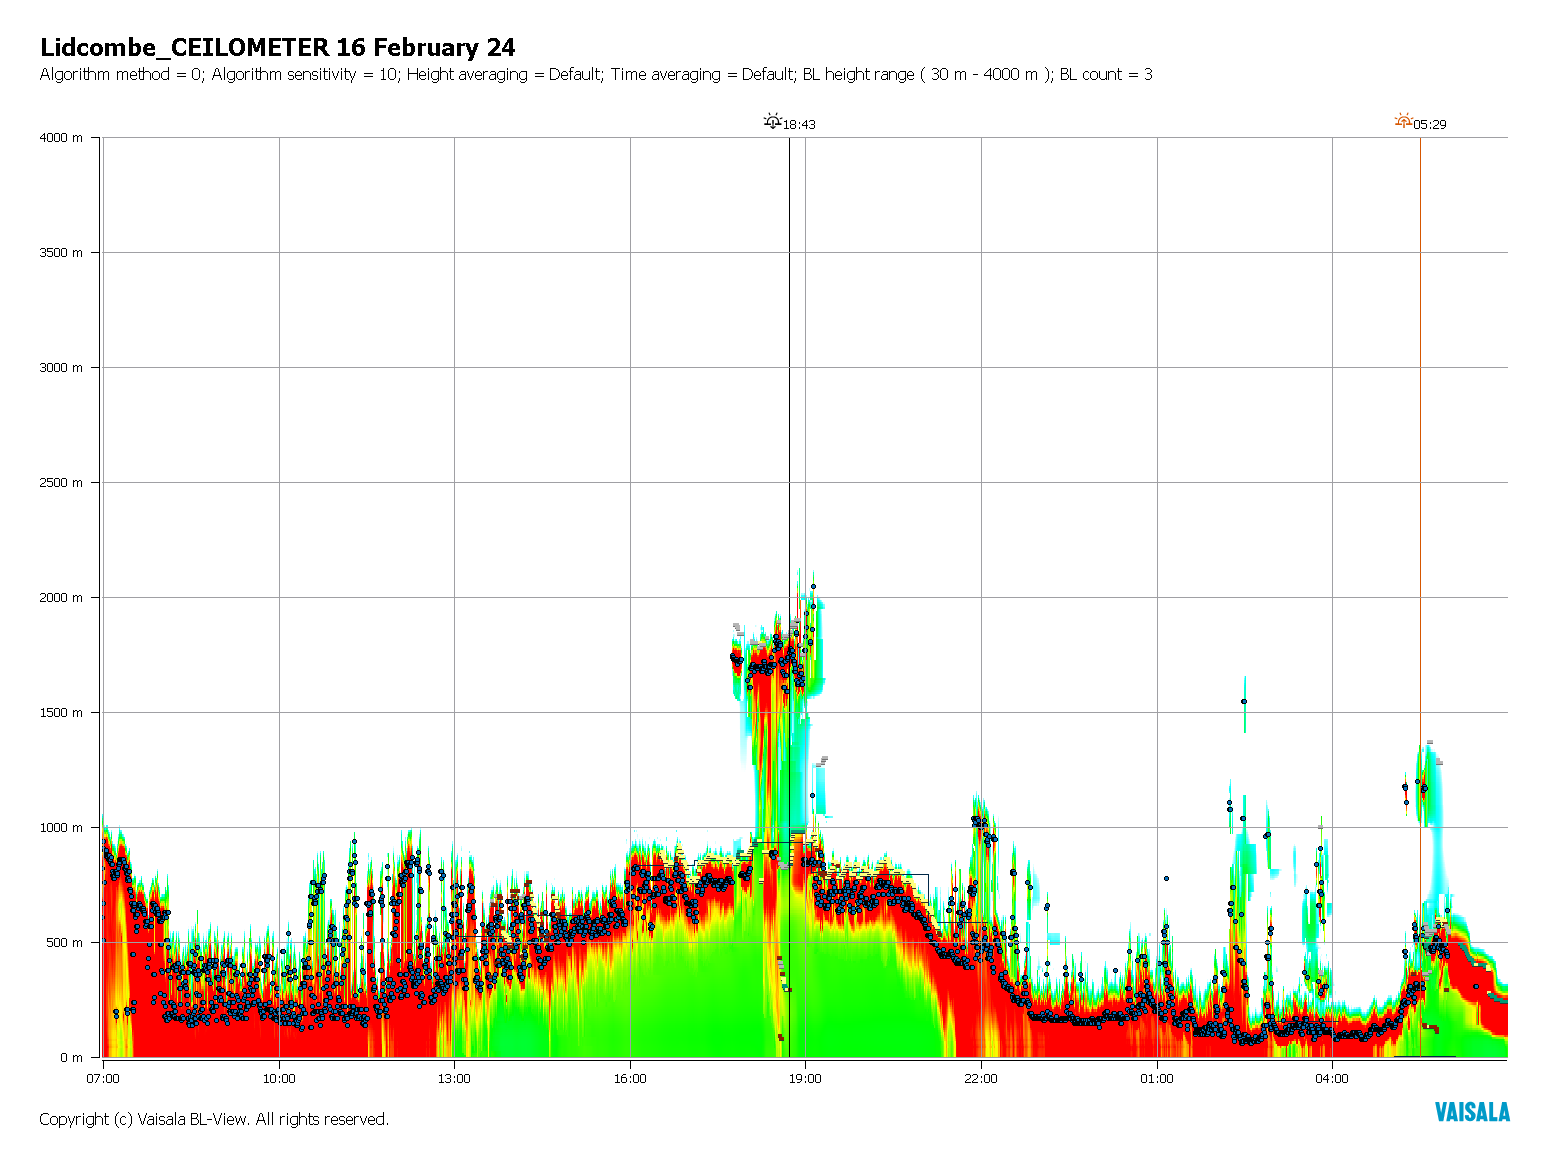 Lidcombe_CEILOMETER 16 February 24
Algorithm method = 0; Algorithm sensitivity = 10; Height averaging = Default; Time averaging = Default; BL height range ( 30 m - 4000 m ); BL count = 3
18:43
05:29
4000 m
3500 m
3000 m
2500 m
2000 m
1500 m
1000 m
500 m
0 m
07:00 10:00 13:00 16:00 19:00 22:00 01:00 04:00
Copyright (c) Vaisala BL-View. All rights reserved.
VAISALA